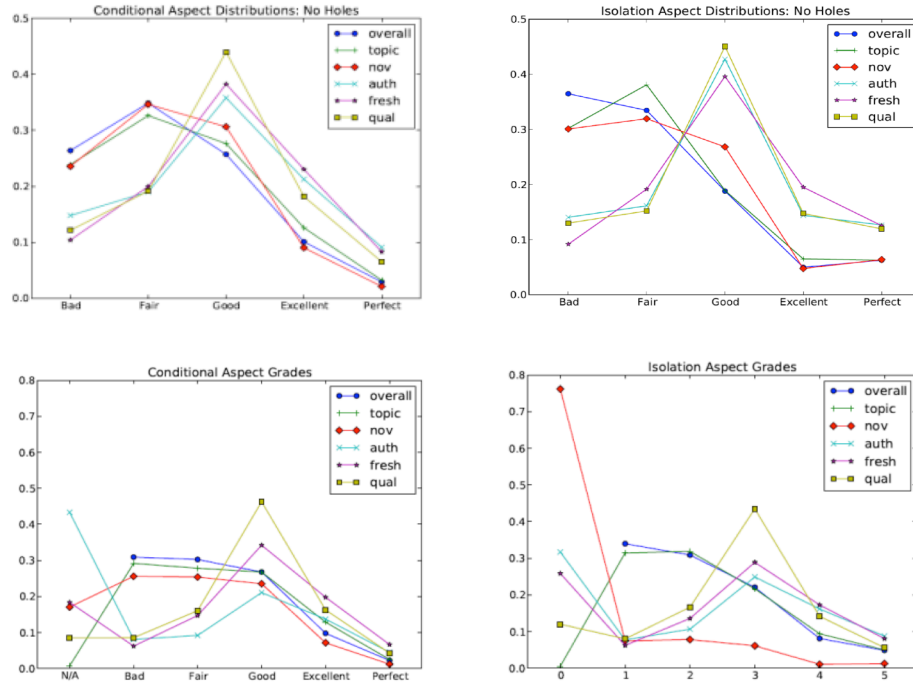 Conditional Aspect Distributions: No Holes
0.5
0.4
0.3
0.2
0.1
0.0
Bad Fair Good Excellent Perfect
overall
topic
nov
auth
fresh
qual
Isolation Aspect Distributions: No Holes
0.5
0.4
0.3
0.2
0.1
0.0
Bad Fair Good Excellent Perfect
overall
topic
nov
auth
fresh
qual
Conditional Aspect Grades
0.8
0.7
0.6
0.5
0.4
0.3
0.2
0.1
0.0
N/A Bad Fair Good Excellent Perfect
overall
topic
nov
auth
fresh
qual
Isolation Aspect Grades
0.8
0.7
0.6
0.5
0.4
0.3
0.2
0.1
0.0
0 1 2 3 4 5
overall
topic
nov
auth
fresh
qual